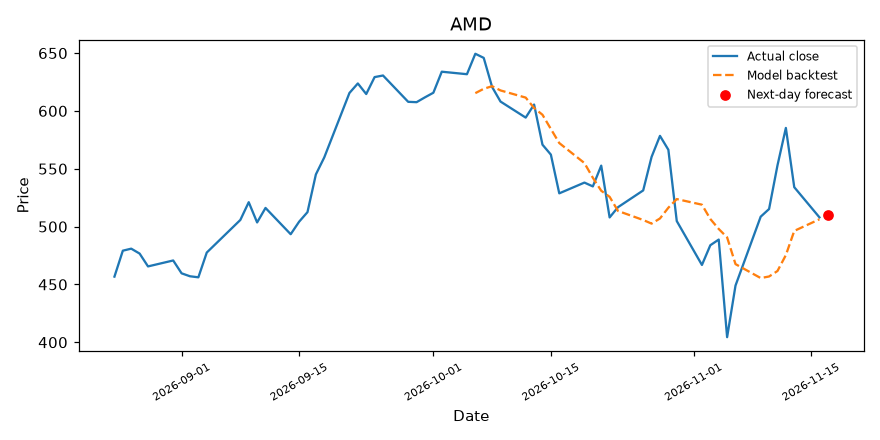 AMD
Actual close
Model backtest
Next-day forecast
Price
650
600
550
500
450
400
2026-09-01
2026-09-15
2026-10-01
2026-10-15
2026-11-01
2026-11-15
Date